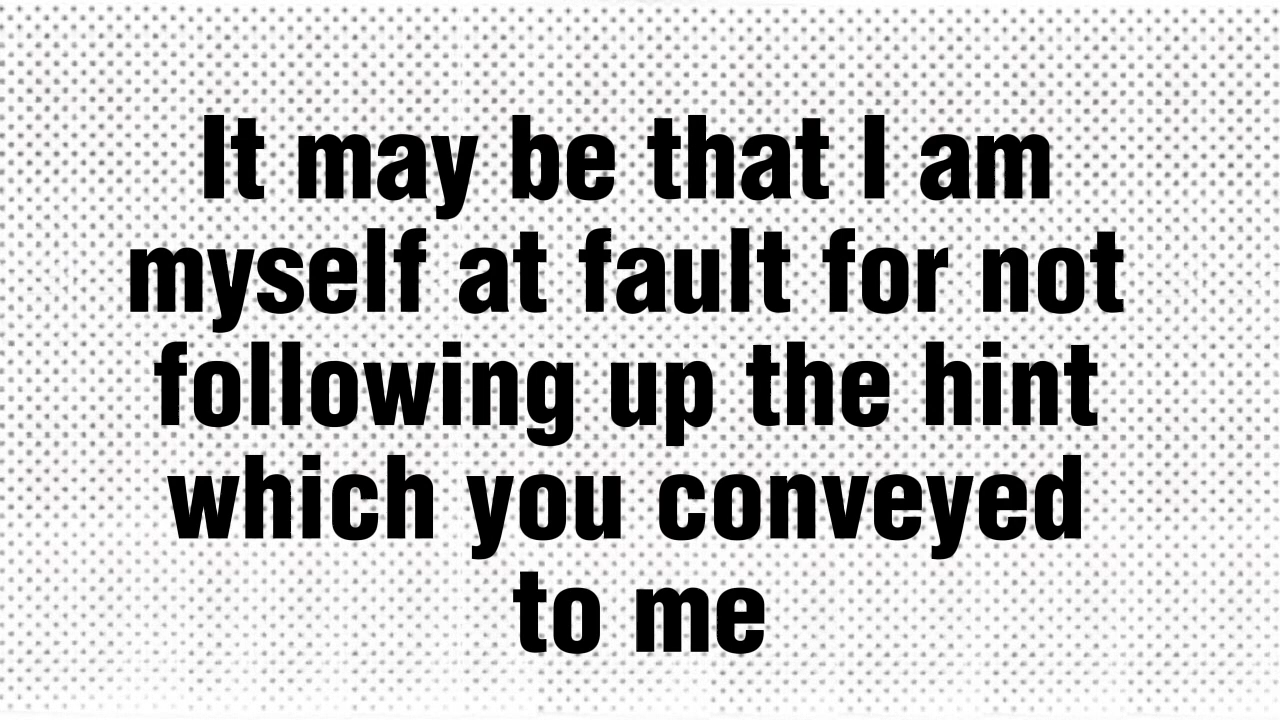 It may be that I am
myself at fault for not
following up the hint
which you conveyed
to me